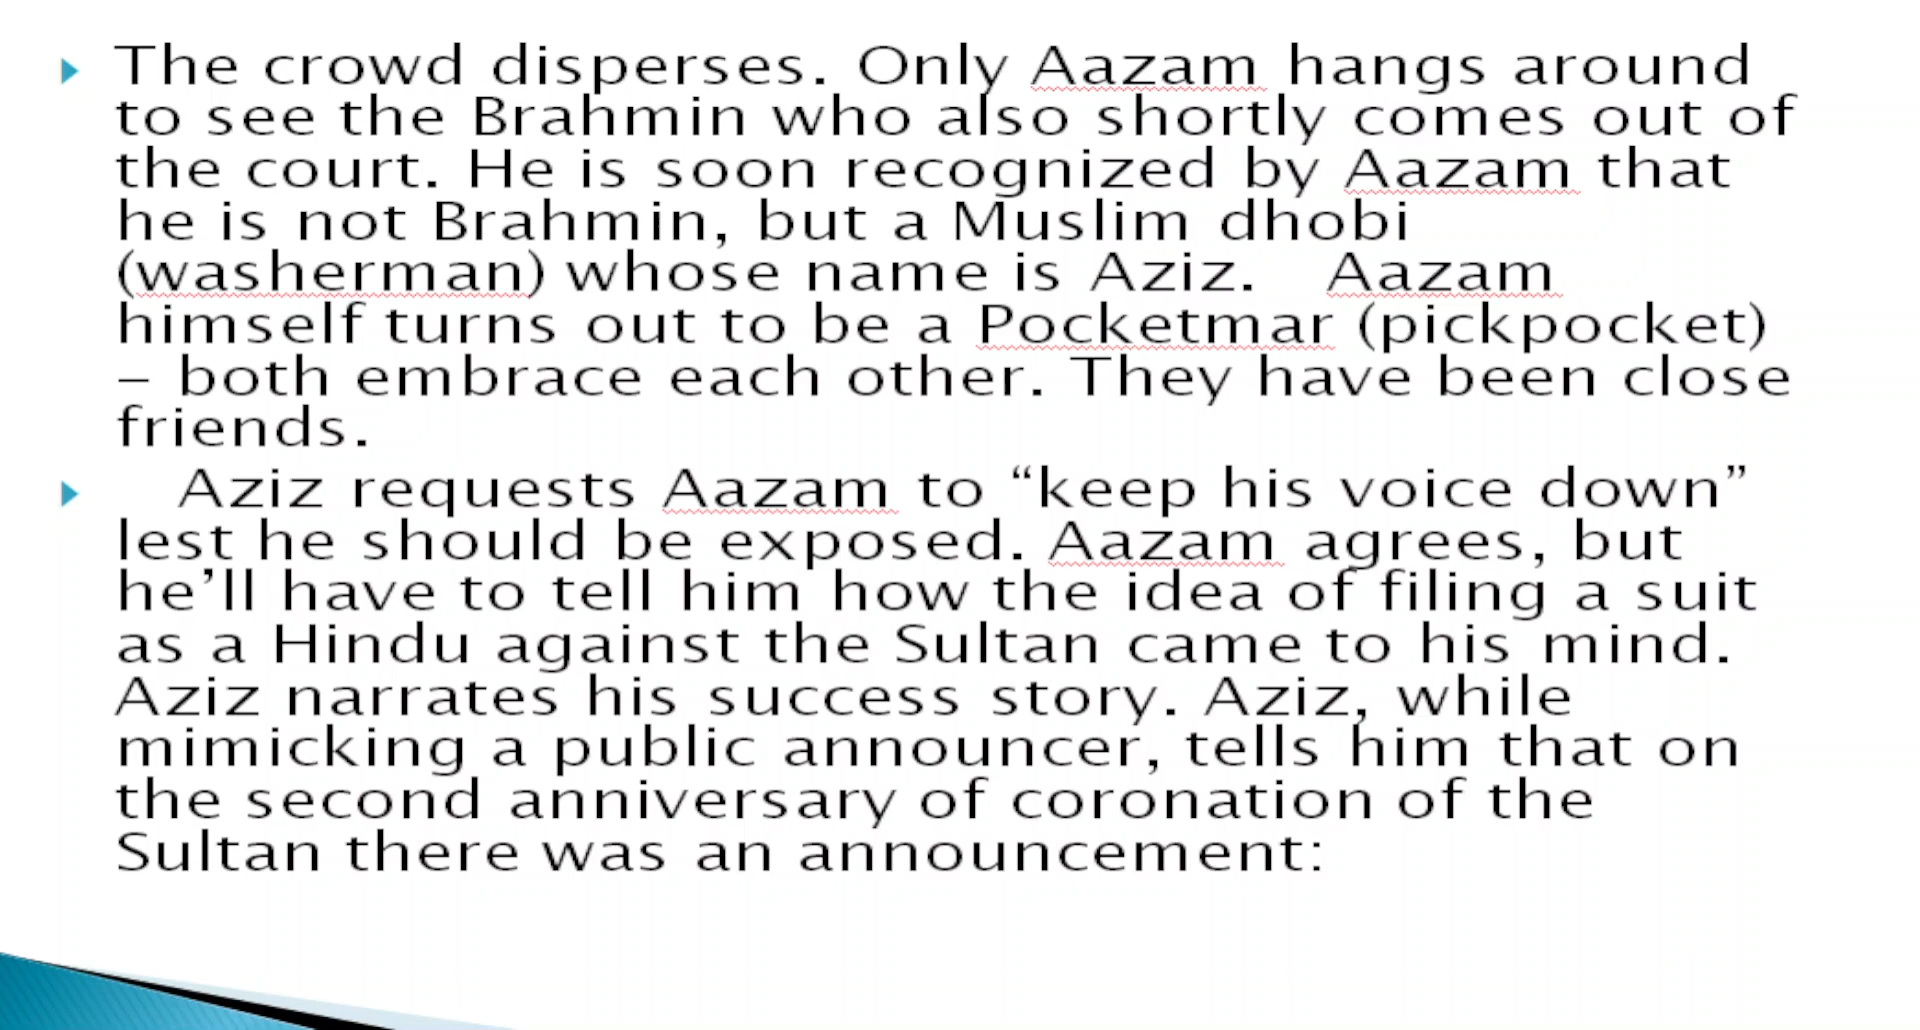 The crowd disperses. Only Aazam hangs around
to see the Brahmin who also shortly comes out of
the court. He is soon recognized by Aazam that
he is not Brahmin, but a Muslim dhobi
(washerman) whose name is Aziz. Aazam
himself turns out to be a Pocketmar (pickpocket)
– both embrace each other. They have been close
friends.
Aziz requests Aazam to “keep his voice down”
lest he should be exposed. Aazam agrees, but
he’ll have to tell him how the idea of filing a suit
as a Hindu against the Sultan came to his mind.
Aziz narrates his success story. Aziz, while
mimicking a public announcer, tells him that on
the second anniversary of coronation of the
Sultan there was an announcement: